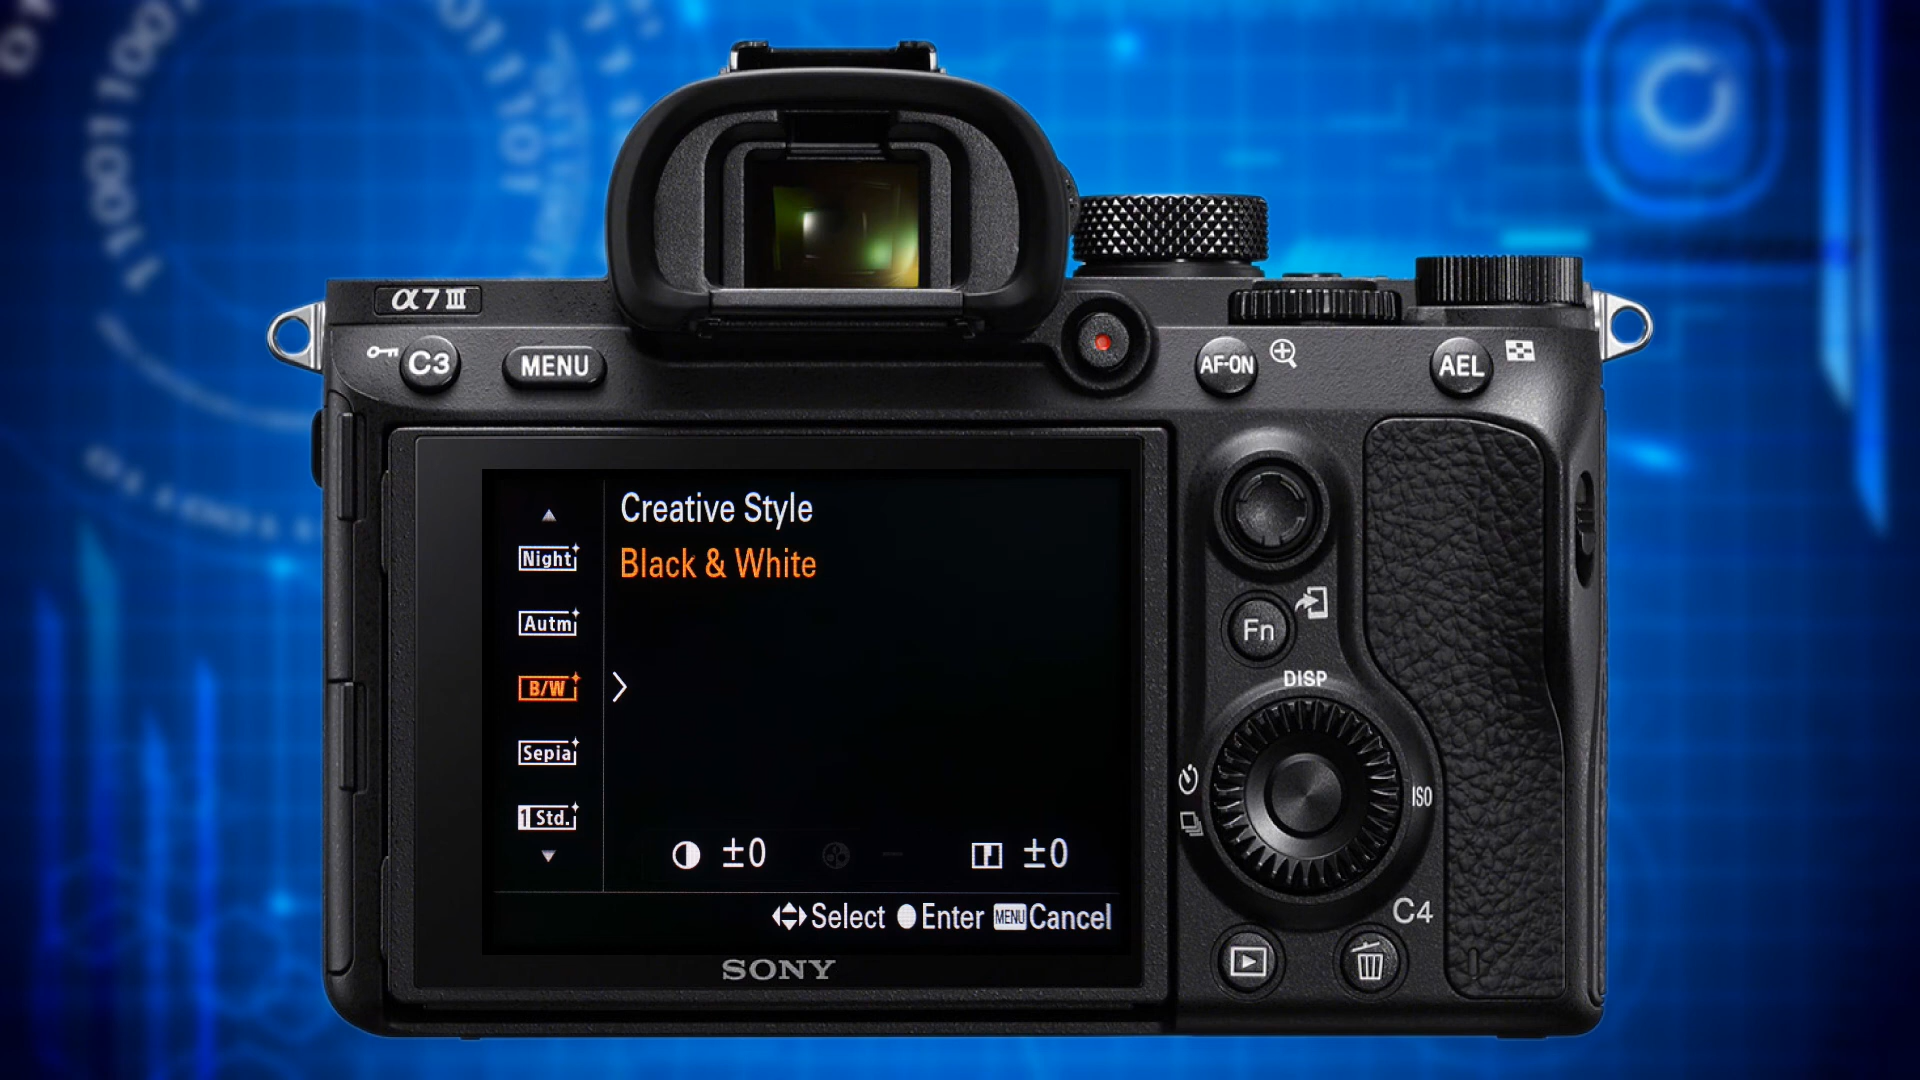 α7 III
C3
MENU
AF-ON
AEL
Creative Style
Black & White
Night
Autm
B/W
Sepia
1 Std.
±0
±0
Select Enter MENU Cancel
SONY
Fn
DISP
ISO
C4